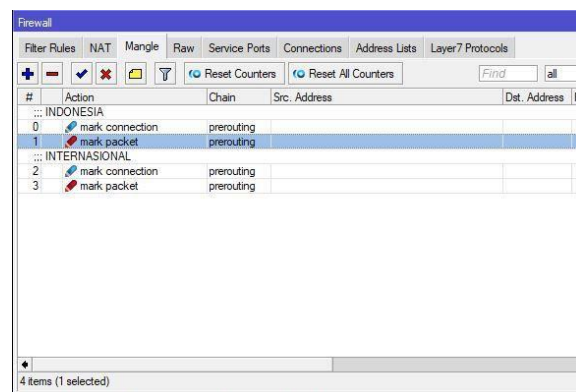 Firewall
Filter Rules NAT Mangle Raw Service Ports Connections Address Lists Layer7 Protocols
Reset Counters Reset All Counters Find all
# Action Chain Src. Address Dst. Address
::: INDONESIA
0 mark connection prerouting
1 mark packet prerouting
::: INTERNASIONAL
2 mark connection prerouting
3 mark packet prerouting
4 items (1 selected)